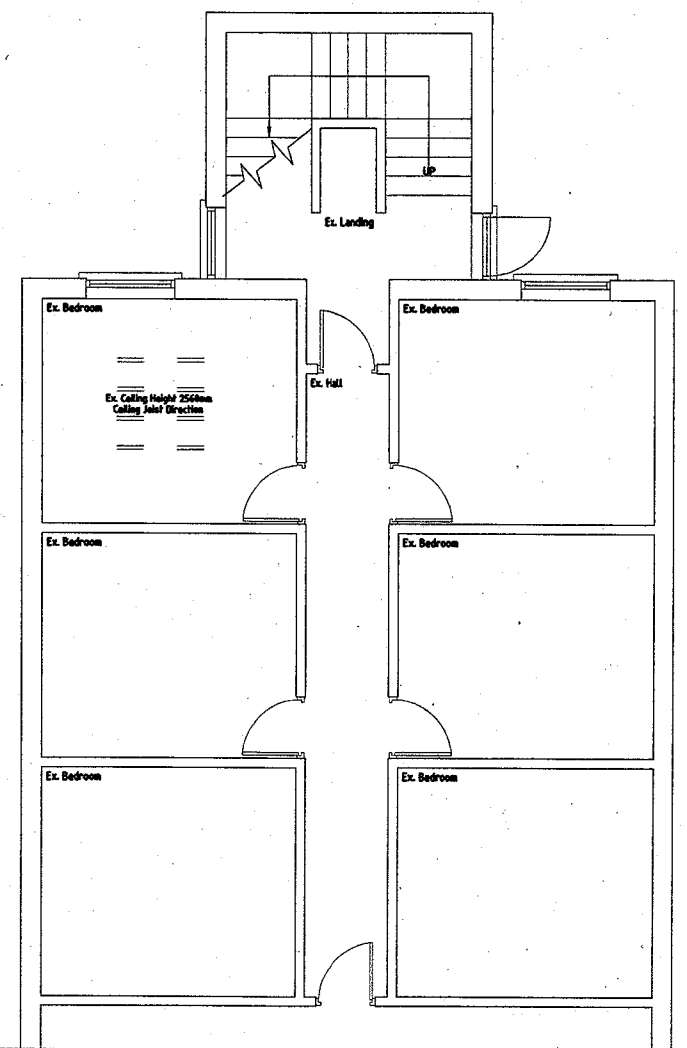 UP
Ex. Landing
Ex. Bedroom
Ex. Bedroom
Ex. Hall
Ex. Ceiling Height 2560mm
Ceiling Joist Direction
Ex. Bedroom
Ex. Bedroom
Ex. Bedroom
Ex. Bedroom